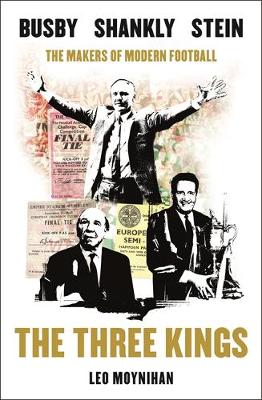 BUSBY SHANKLY STEIN
THE MAKERS OF MODERN FOOTBALL
FINAL TIE
EUROPEAN
SEMI -
THE THREE KINGS
LEO MOYNIHAN